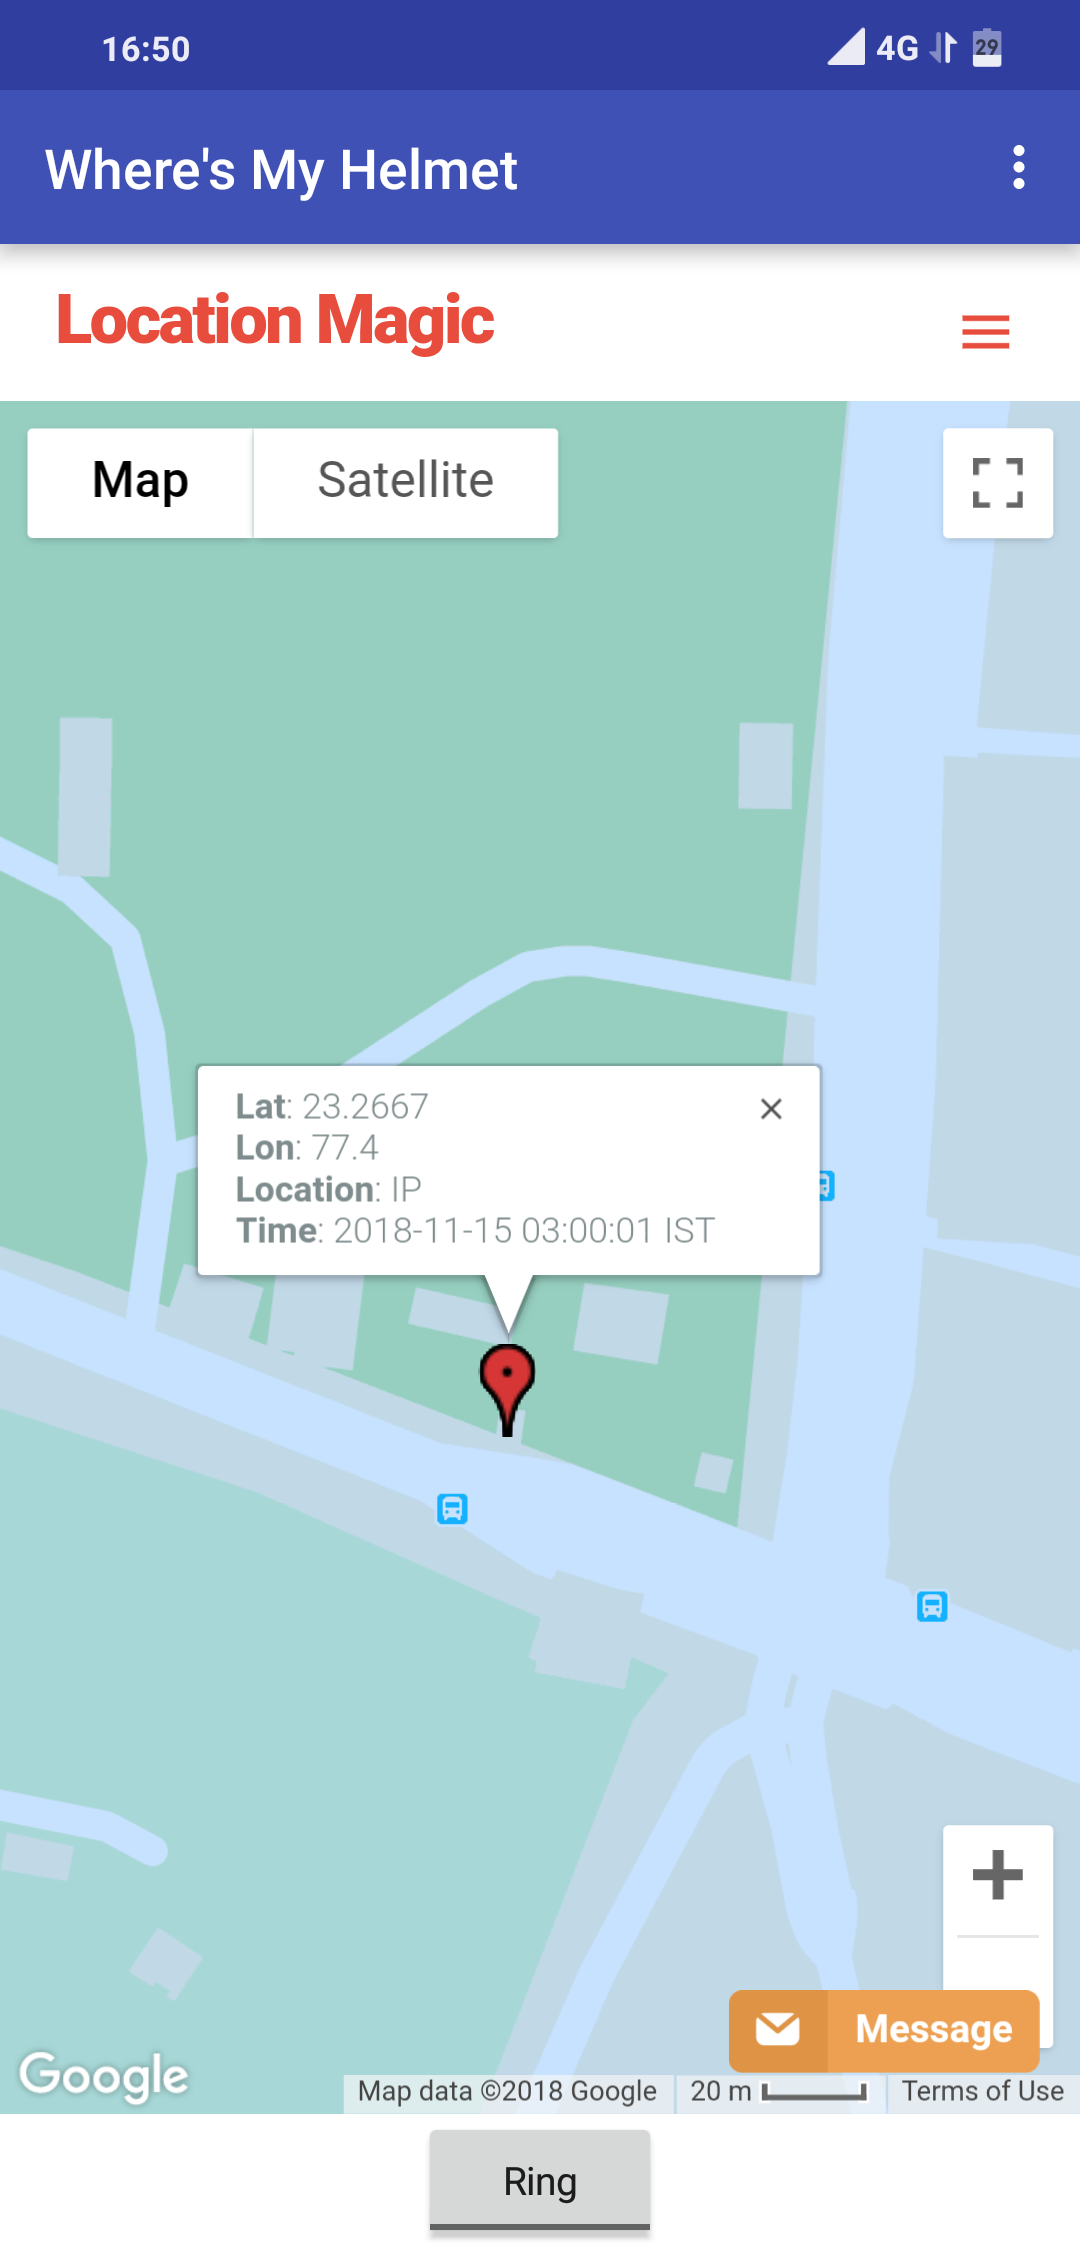 16:50
4G
29
Where's My Helmet
Location Magic
Map
Satellite
Lat: 23.2667
Lon: 77.4
Location: IP
Time: 2018-11-15 03:00:01 IST
Message
Google
Map data ©2018 Google
20 m
Terms of Use
Ring